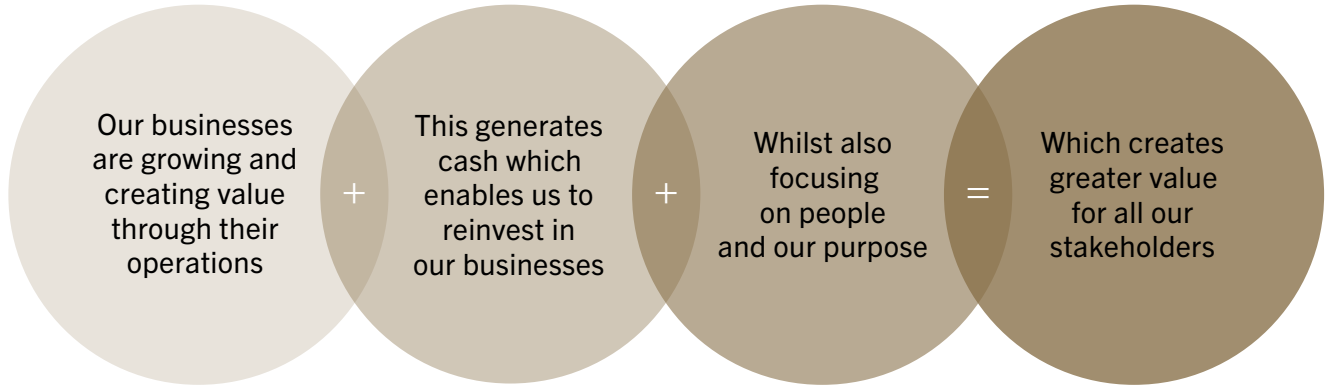 Our businesses
are growing and
creating value
through their
operations
+
This generates
cash which
enables us to
reinvest in
our businesses
+
Whilst also
focusing
on people
and our purpose
=
Which creates
greater value
for all our
stakeholders